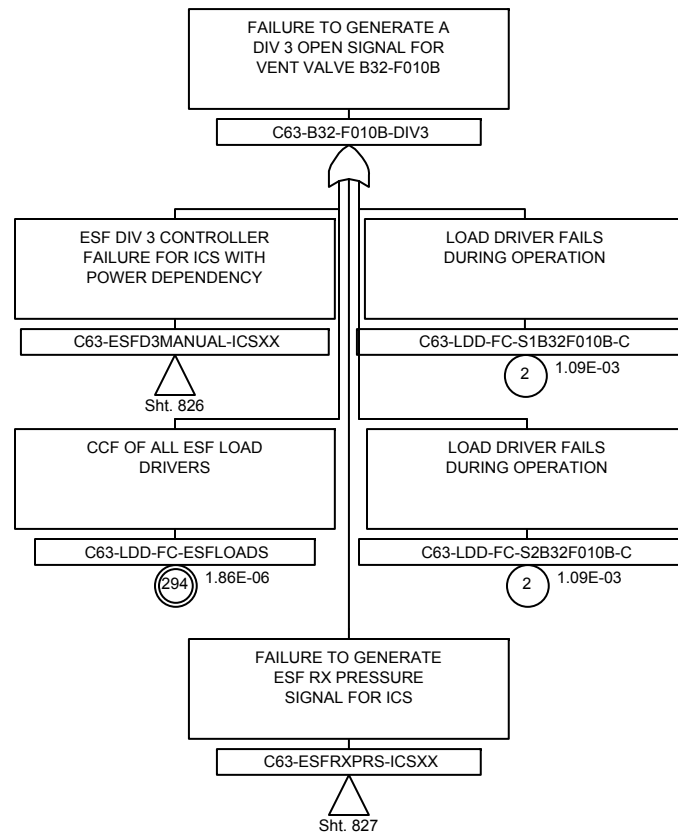 FAILURE TO GENERATE A
DIV 3 OPEN SIGNAL FOR
VENT VALVE B32-F010B
C63-B32-F010B-DIV3
ESF DIV 3 CONTROLLER
FAILURE FOR ICS WITH
POWER DEPENDENCY
C63-ESFD3MANUAL-ICSXX
Sht. 826
LOAD DRIVER FAILS
DURING OPERATION
C63-LDD-FC-S1B32F010B-C
2
1.09E-03
CCF OF ALL ESF LOAD
DRIVERS
C63-LDD-FC-ESFLOADS
294
1.86E-06
LOAD DRIVER FAILS
DURING OPERATION
C63-LDD-FC-S2B32F010B-C
2
1.09E-03
FAILURE TO GENERATE
ESF RX PRESSURE
SIGNAL FOR ICS
C63-ESFRXPRS-ICSXX
Sht. 827